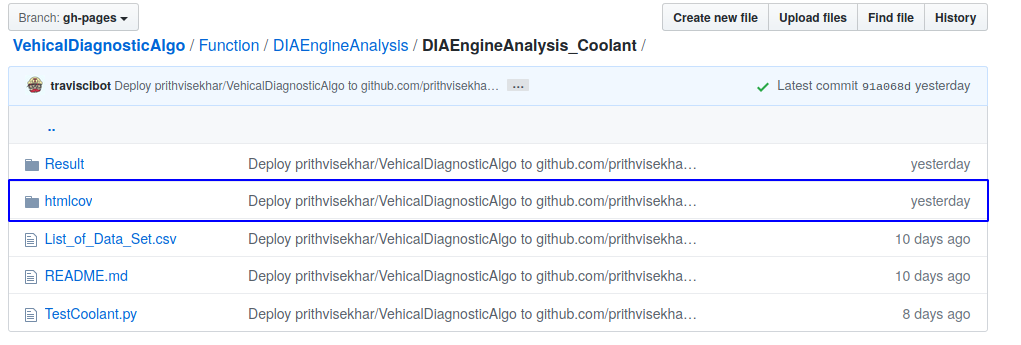 Branch: gh-pages Create new file Upload files Find file History
VehicalDiagnosticAlgo / Function / DIAEngineAnalysis / DIAEngineAnalysis_Coolant /
traviscibot Deploy prithvisekhar/VehicalDiagnosticAlgo to github.com/prithvisekha… … Latest commit 91a068d yesterday
..
Result Deploy prithvisekhar/VehicalDiagnosticAlgo to github.com/prithvisekha… yesterday
htmlcov Deploy prithvisekhar/VehicalDiagnosticAlgo to github.com/prithvisekha… yesterday
List_of_Data_Set.csv Deploy prithvisekhar/VehicalDiagnosticAlgo to github.com/prithvisekha… 10 days ago
README.md Deploy prithvisekhar/VehicalDiagnosticAlgo to github.com/prithvisekha… 10 days ago
TestCoolant.py Deploy prithvisekhar/VehicalDiagnosticAlgo to github.com/prithvisekha… 8 days ago